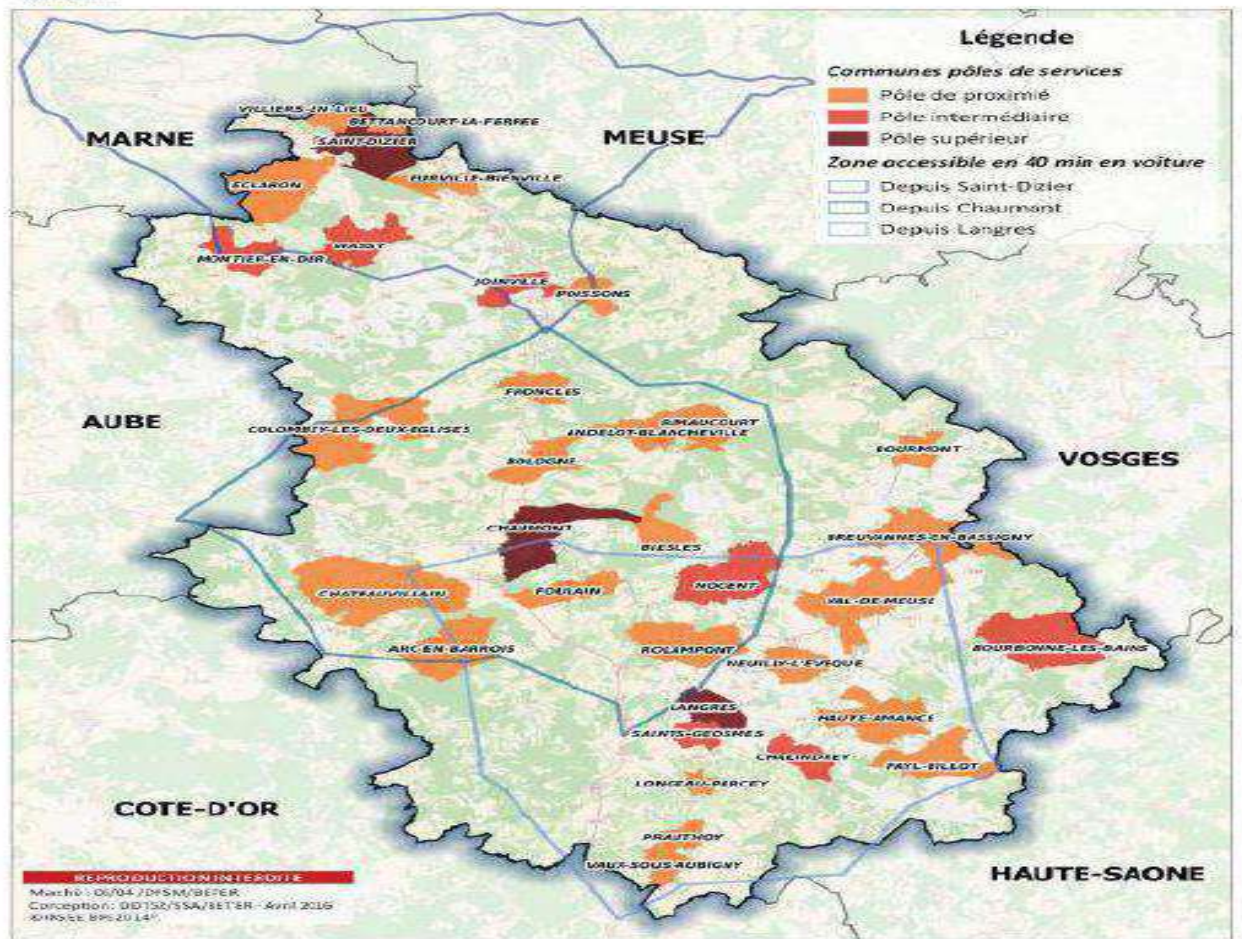 Légende
Communes pôles de services
Pôle de proximié
Pôle intermédiaire
Pôle supérieur
Zone accessible en 40 min en voiture
Depuis Saint-Dizier
Depuis Chaumont
Depuis Langres
MARNE
MEUSE
VILLIERS-EN-LIEU
BETTANCOURT-LA-FERREE
SAINT-DIZIER
ECLARON
EURVILLE-BIENVILLE
MONTIER-EN-DER
WASSY
JOINVILLE
POISSONS
AUBE
FRONCLES
COLOMBEY-LES-DEUX-EGLISES
RIMAUCOURT
ANDELOT-BLANCHEVILLE
BOLOGNE
BOURMONT
VOSGES
CHAUMONT
BIESLES
BREUVANNES-EN-BASSIGNY
CHATEAUVILLAIN
FOULAIN
NOGENT
VAL-DE-MEUSE
ARC-EN-BARROIS
ROLAMPONT
NEUILLY-L'EVEQUE
BOURBONNE-LES-BAINS
LANGRES
SAINTS-GEOSMES
HAUTE-AMANCE
CHALINDREY
FAYL-BILLOT
LONGEAU-PERCEY
COTE-D'OR
PRAUTHOY
VAUX-SOUS-AUBIGNY
HAUTE-SAONE
REPRODUCTION INTERDITE
Conception: DDT52/SSA/BETER - Avril 2016